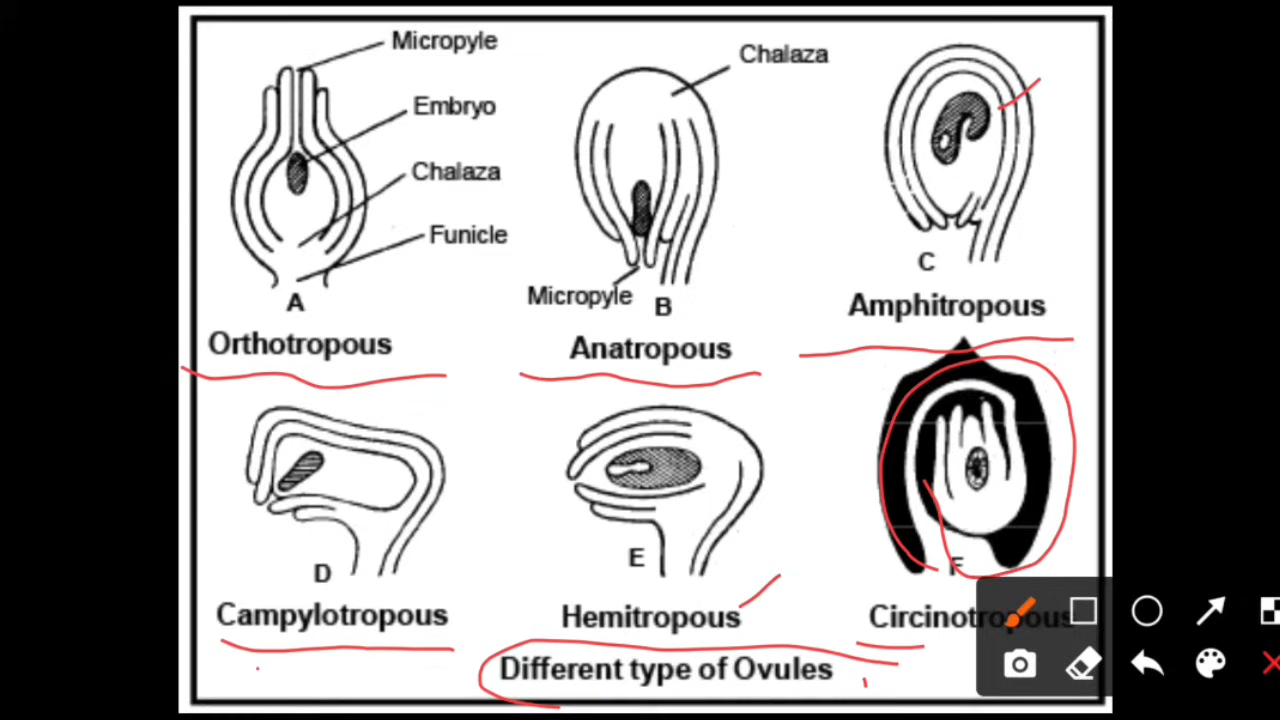 Micropyle
Embryo
Chalaza
Funicle
A
Orthotropous
Chalaza
Micropyle
B
Anatropous
C
Amphitropous
D
Campylotropous
E
Hemitropous
F
Circinotropous
Different type of Ovules